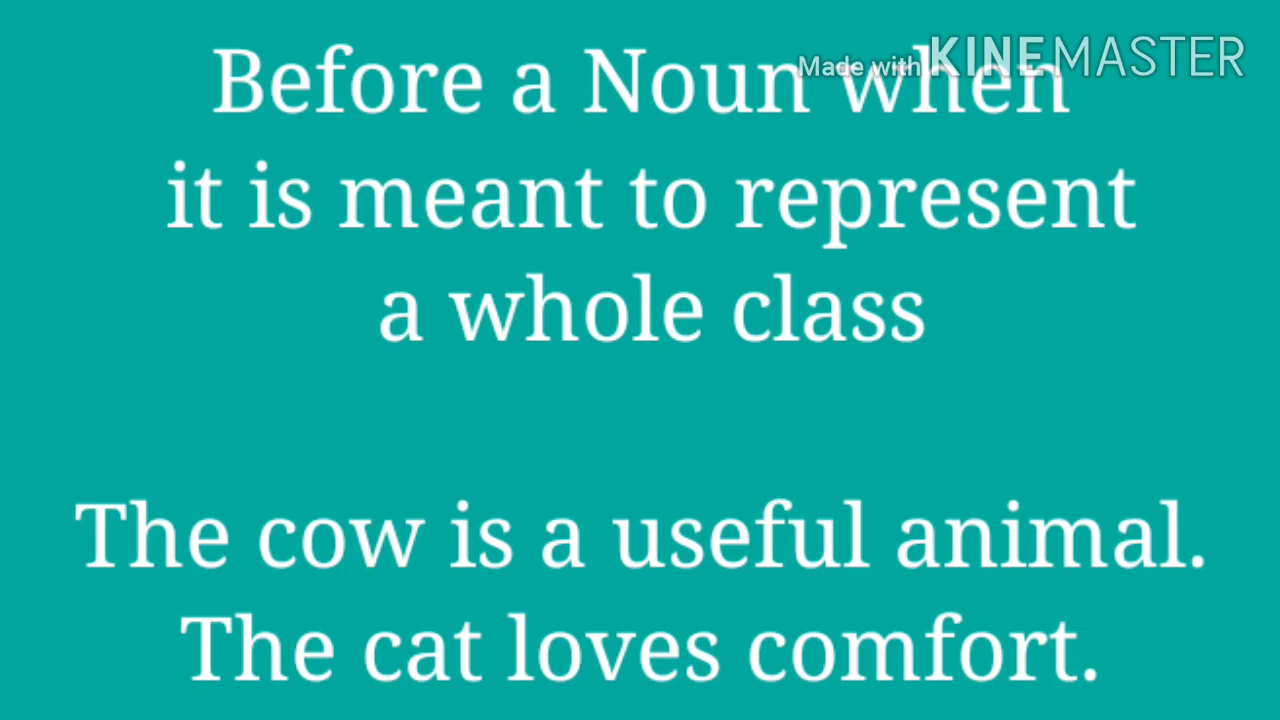 Before a Noun when
Made with KINEMASTER
it is meant to represent
a whole class
The cow is a useful animal.
The cat loves comfort.